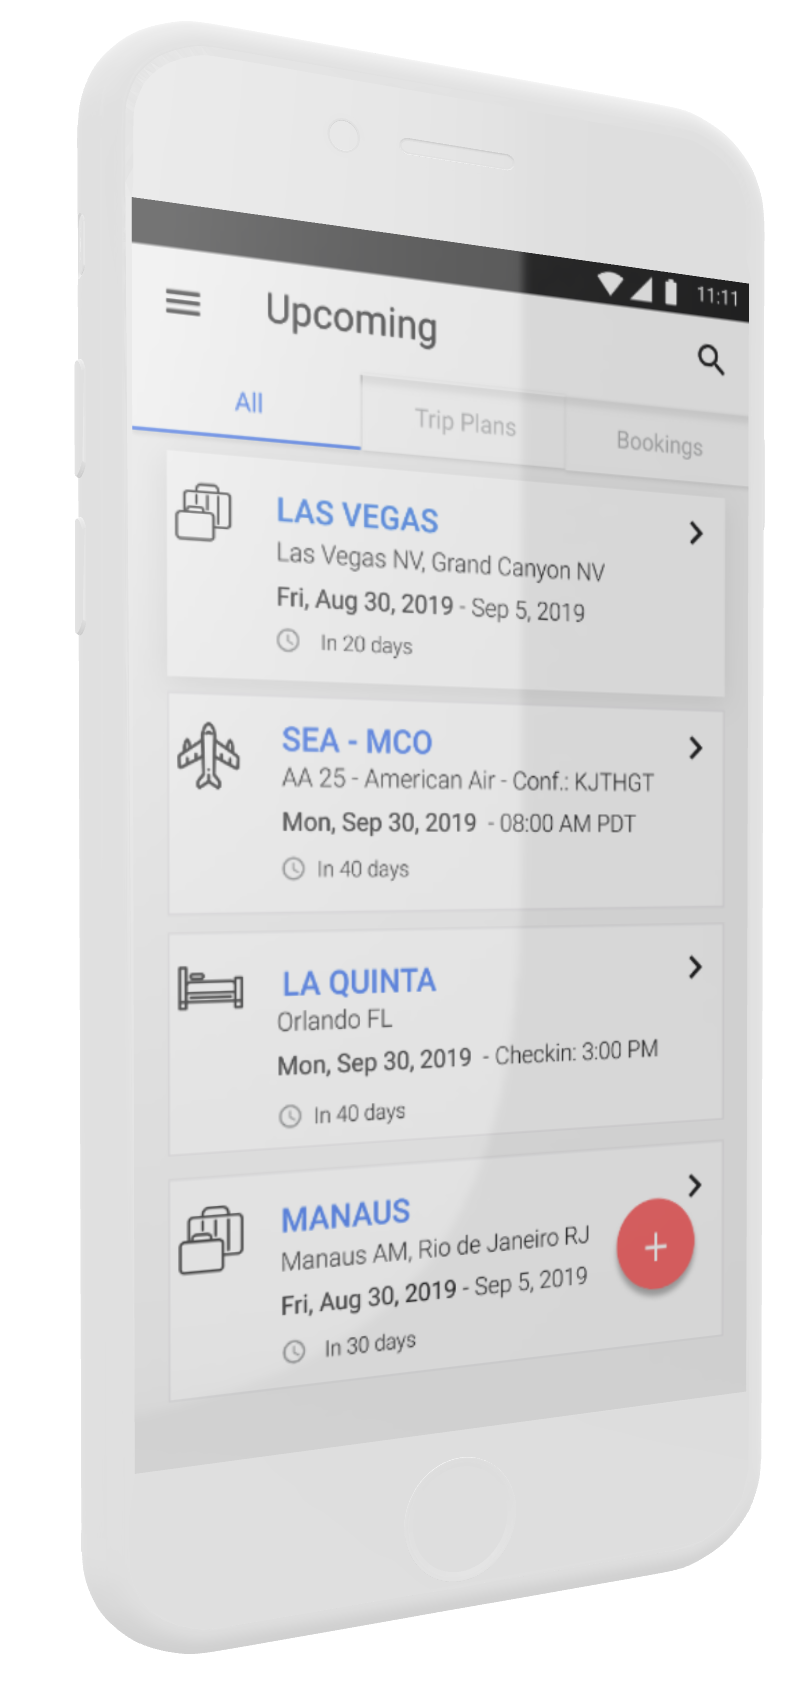 11:11
Upcoming
All
Trip Plans
Bookings
LAS VEGAS
Las Vegas NV, Grand Canyon NV
Fri, Aug 30, 2019 - Sep 5, 2019
In 20 days
SEA - MCO
AA 25 - American Air - Conf.: KJTHGT
Mon, Sep 30, 2019 - 08:00 AM PDT
In 40 days
LA QUINTA
Orlando FL
Mon, Sep 30, 2019 - Checkin: 3:00 PM
In 40 days
MANAUS
Manaus AM, Rio de Janeiro RJ
Fri, Aug 30, 2019 - Sep 5, 2019
In 30 days